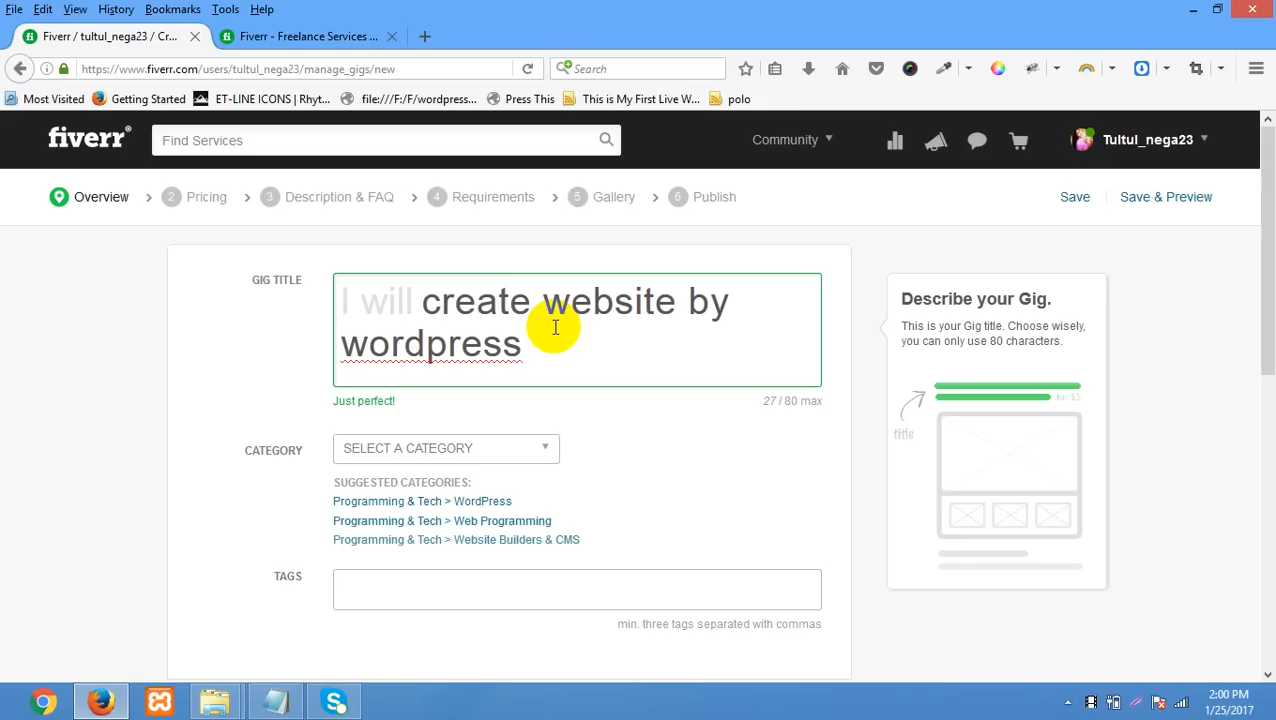 File Edit View History Bookmarks Tools Help
Fiverr / tultul_nega23 / Cr...
Fiverr - Freelance Services ...
https://www.fiverr.com/users/tultul_nega23/manage_gigs/new
Search
Most Visited
Getting Started
ET-LINE ICONS | Rhyt...
file:///F:/F/wordpress...
Press This
This is My First Live W...
polo
fiverr®
Find Services
Community
Tultul_nega23
Overview
2 Pricing
3 Description & FAQ
4 Requirements
5 Gallery
6 Publish
Save
Save & Preview
GIG TITLE
I will create website by
wordpress
Just perfect!
27 / 80 max
Describe your Gig.
This is your Gig title. Choose wisely,
you can only use 80 characters.
for $5
title
CATEGORY
SELECT A CATEGORY
SUGGESTED CATEGORIES:
Programming & Tech > WordPress
Programming & Tech > Web Programming
Programming & Tech > Website Builders & CMS
TAGS
min. three tags separated with commas
2:00 PM
1/25/2017